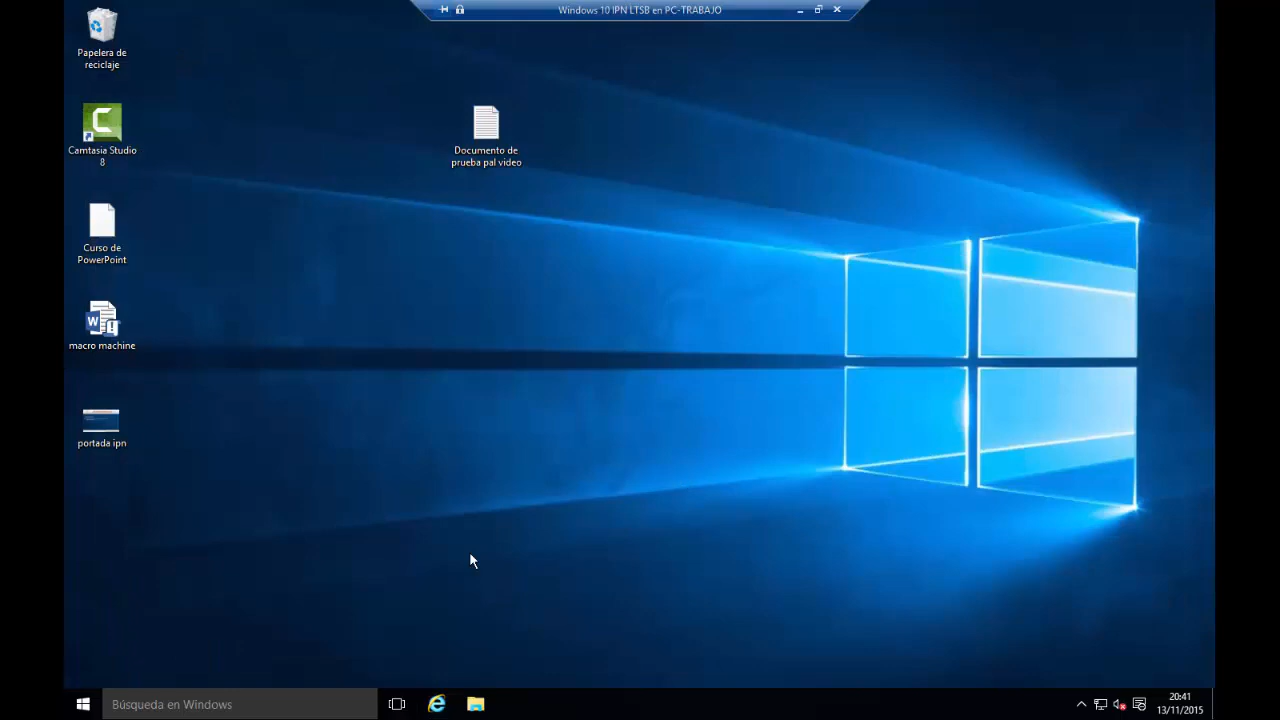 Windows 10 IPN LTSB en PC-TRABAJO
Papelera de
reciclaje
Camtasia Studio
8
Documento de
prueba pal video
Curso de
PowerPoint
macro machine
portada ipn
Búsqueda en Windows
20:41
13/11/2015